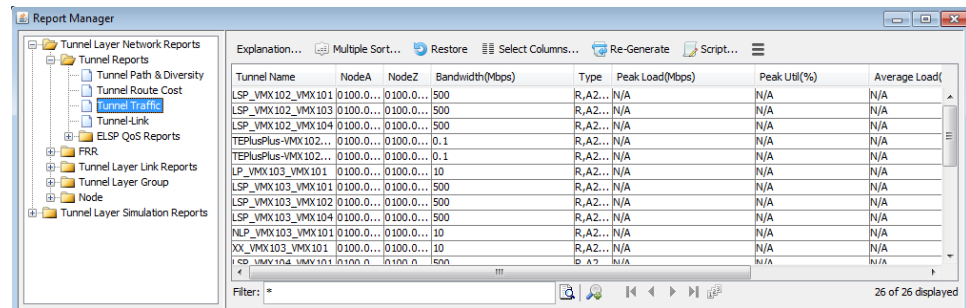 Report Manager
Tunnel Layer Network Reports
Tunnel Reports
Tunnel Path & Diversity
Tunnel Route Cost
Tunnel Traffic
Tunnel-Link
ELSP QoS Reports
FRR
Tunnel Layer Link Reports
Tunnel Layer Group
Node
Tunnel Layer Simulation Reports
Explanation... Multiple Sort... Restore Select Columns... Re-Generate Script...
Tunnel Name NodeA NodeZ Bandwidth(Mbps) Type Peak Load(Mbps) Peak Util(%) Average Load(
LSP_VMX102_VMX101 0100.0... 0100.0... 500 R,A2... N/A N/A N/A
LSP_VMX102_VMX103 0100.0... 0100.0... 500 R,A2... N/A N/A N/A
LSP_VMX102_VMX104 0100.0... 0100.0... 500 R,A2... N/A N/A N/A
TEPlusPlus-VMX102... 0100.0... 0100.0... 0.1 R,A2... N/A N/A N/A
TEPlusPlus-VMX102... 0100.0... 0100.0... 0.1 R,A2... N/A N/A N/A
LP_VMX103_VMX101 0100.0... 0100.0... 10 R,A2... N/A N/A N/A
LSP_VMX103_VMX101 0100.0... 0100.0... 500 R,A2... N/A N/A N/A
LSP_VMX103_VMX102 0100.0... 0100.0... 500 R,A2... N/A N/A N/A
LSP_VMX103_VMX104 0100.0... 0100.0... 500 R,A2... N/A N/A N/A
NLP_VMX103_VMX101 0100.0... 0100.0... 10 R,A2... N/A N/A N/A
XX_VMX103_VMX101 0100.0... 0100.0... 10 R,A2... N/A N/A N/A
LSP_VMX104_VMX101 0100.0... 0100.0... 500 R,A2... N/A N/A N/A
Filter: * 26 of 26 displayed